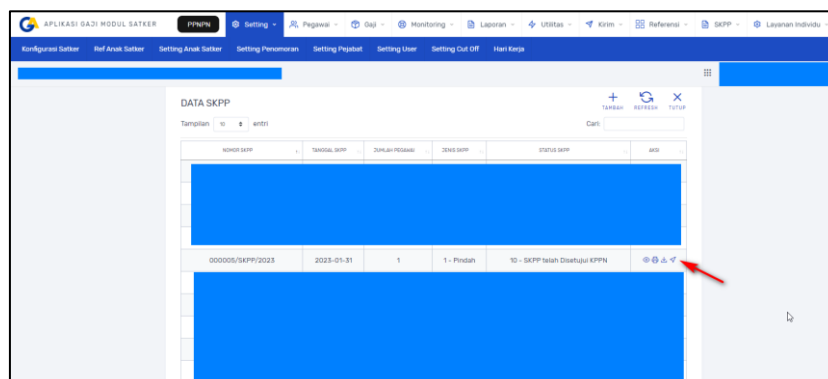 APLIKASI GAJI MODUL SATKER PPNPN Setting Pegawai Gaji Monitoring Laporan Utilitas Kirim Referensi SKPP Layanan Individu
Konfigurasi Satker Ref Anak Satker Setting Anak Satker Setting Penomoran Setting Pejabat Setting User Setting Cut Off Hari Kerja
DATA SKPP
TAMBAH REFRESH TUTUP
Tampilan 10 entri Cari:
NOMOR SKPP TANGGAL SKPP JUMLAH PEGAWAI JENIS SKPP STATUS SKPP AKSI
000005/SKPP/2023 2023-01-31 1 1 - Pindah 10 - SKPP telah Disetujui KPPN